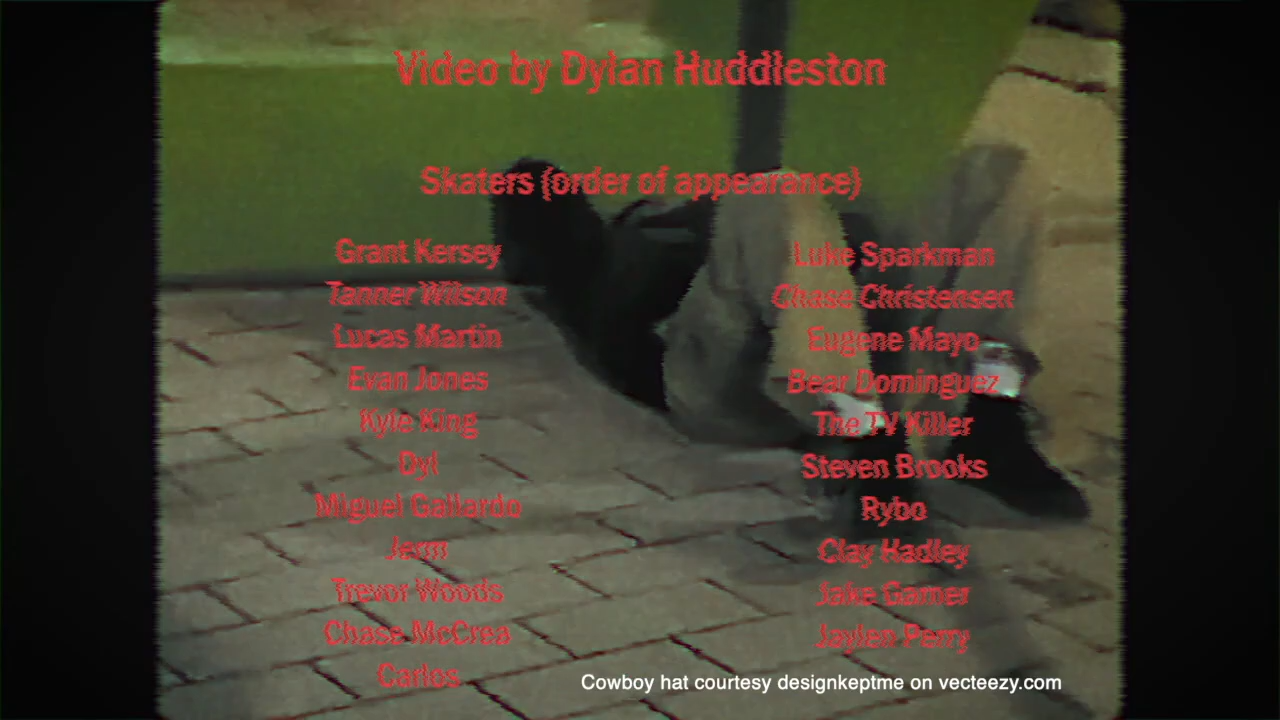 Video by Dylan Huddleston
Skaters (order of appearance)
Grant Kersey
Tanner Wilson
Lucas Martin
Evan Jones
Kyle King
Dyl
Miguel Gallardo
Jerm
Trevor Woods
Chase McCrea
Carlos
Luke Sparkman
Chase Christensen
Eugene Mayo
Bear Dominguez
The TV Killer
Steven Brooks
Rybo
Clay Hadley
Jake Garner
Jaylen Perry
Cowboy hat courtesy designkeptme on vecteezy.com